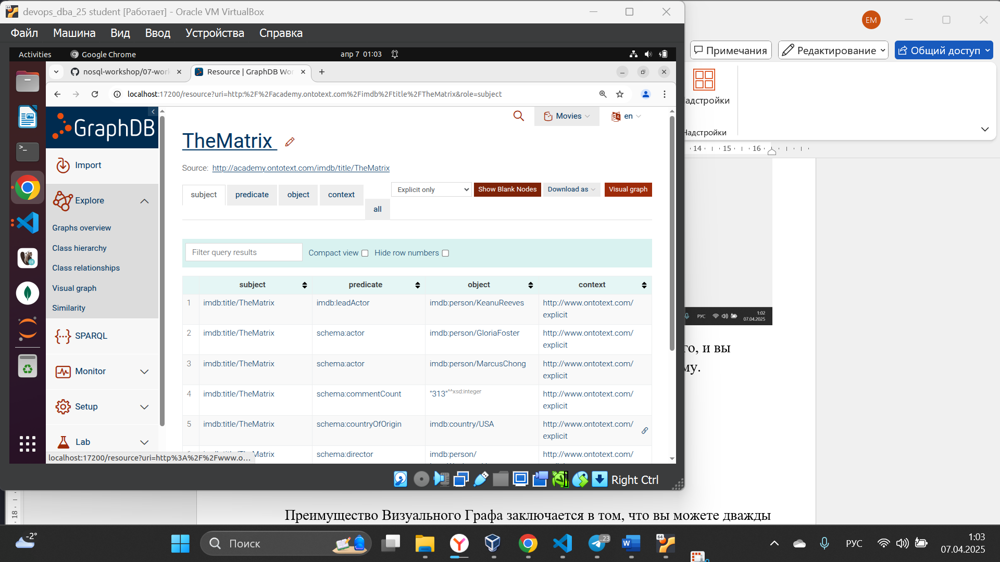 devops_dba_25 student [Работает] - Oracle VM VirtualBox
Файл Машина Вид Ввод Устройства Справка
Activities Google Chrome апр 7 01:03
nosql-workshop/07-worl Resource | GraphDB Wor
localhost:17200/resource?uri=http:%2F%2Facademy.ontotext.com%2Fimdb%2Ftitle%2FTheMatrix&role=subject
GraphDB
Import
Explore
Graphs overview
Class hierarchy
Class relationships
Visual graph
Similarity
SPARQL
Monitor
Setup
Lab
localhost:17200/resource?uri=http%3A%2F%2Fwww.o...
Movies en
TheMatrix
Source: http://academy.ontotext.com/imdb/title/TheMatrix
subject predicate object context all
Explicit only Show Blank Nodes Download as Visual graph
Filter query results Compact view Hide row numbers
subject predicate object context
1 imdb:title/TheMatrix imdb:leadActor imdb:person/KeanuReeves http://www.ontotext.com/
explicit
2 imdb:title/TheMatrix schema:actor imdb:person/GloriaFoster http://www.ontotext.com/
explicit
3 imdb:title/TheMatrix schema:actor imdb:person/MarcusChong http://www.ontotext.com/
explicit
4 imdb:title/TheMatrix schema:commentCount "313"^^xsd:integer http://www.ontotext.com/
explicit
5 imdb:title/TheMatrix schema:countryOfOrigin imdb:country/USA http://www.ontotext.com/
explicit
schema:director imdb:person/ http://www.ontotext.com/
Right Ctrl
EM
Примечания Редактирование Общий доступ
адстройки
Надстройки
14 15 16
РУС 1:02
07.04.2025
го, и вы
му.
18
Преимущество Визуального Графа заключается в том, что вы можете дважды
-2°
Поиск
64
..23
64
РУС
1:03
07.04.2025